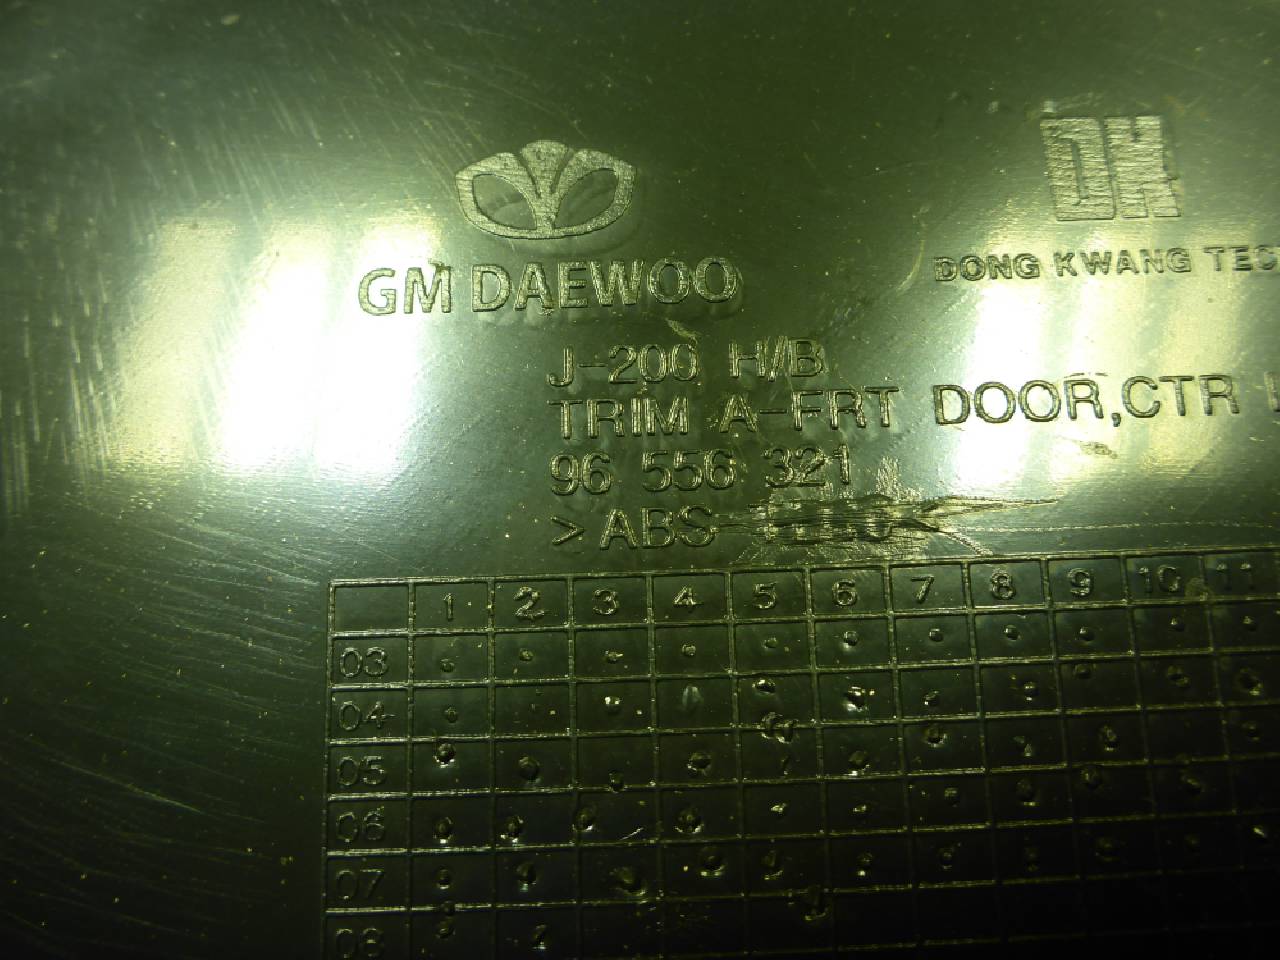 DK
GM DAEWOO
DONG KWANG TEC
J-200 H/B
TRIM A-FRT DOOR,CTR
96 556 321
>ABS
1 2 3 4 5 6 7 8 9 10 11
03
04
05
06
07
08